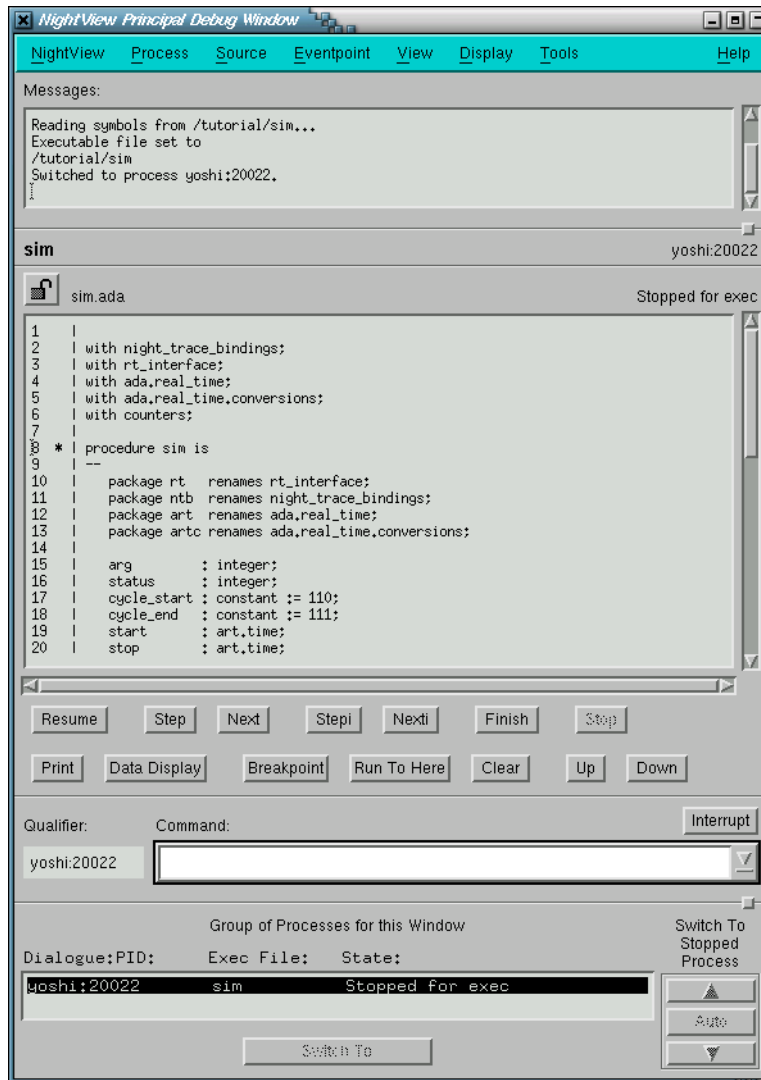 NightView Principal Debug Window
NightView Process Source Eventpoint View Display Tools Help
Messages:
Reading symbols from /tutorial/sim...
Executable file set to
/tutorial/sim
Switched to process yoshi:20022.
sim yoshi:20022
sim.ada Stopped for exec
1 |
2 | with night_trace_bindings;
3 | with rt_interface;
4 | with ada.real_time;
5 | with ada.real_time.conversions;
6 | with counters;
7 |
8 * | procedure sim is
9 | --
10 | package rt renames rt_interface;
11 | package ntb renames night_trace_bindings;
12 | package art renames ada.real_time;
13 | package artc renames ada.real_time.conversions;
14 |
15 | arg : integer;
16 | status : integer;
17 | cycle_start : constant := 110;
18 | cycle_end : constant := 111;
19 | start : art.time;
20 | stop : art.time;
Resume Step Next Stepi Nexti Finish Stop
Print Data Display Breakpoint Run To Here Clear Up Down
Qualifier: Command: Interrupt
yoshi:20022
Group of Processes for this Window
Switch To
Stopped
Process
Dialogue:PID: Exec File: State:
yoshi:20022 sim Stopped for exec
Auto
Switch To